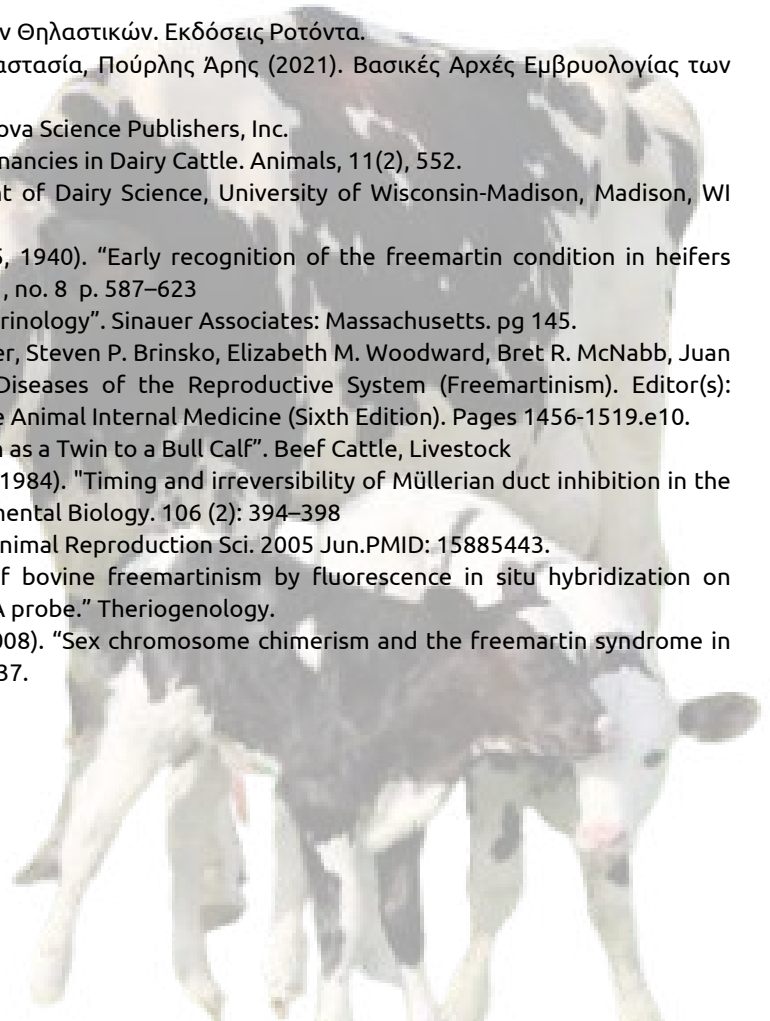 ν Θηλαστικών. Εκδόσεις Ροτόντα.
αστασία, Πούρλης Άρης (2021). Βασικές Αρχές Εμβρυολογίας των
ova Science Publishers, Inc.
nancies in Dairy Cattle. Animals, 11(2), 552.
t of Dairy Science, University of Wisconsin-Madison, Madison, WI
, 1940). “Early recognition of the freemartin condition in heifers
, no. 8 p. 587–623
rinology”. Sinauer Associates: Massachusetts. pg 145.
er, Steven P. Brinsko, Elizabeth M. Woodward, Bret R. McNabb, Juan
Diseases of the Reproductive System (Freemartinism). Editor(s):
e Animal Internal Medicine (Sixth Edition). Pages 1456-1519.e10.
as a Twin to a Bull Calf”. Beef Cattle, Livestock
1984). "Timing and irreversibility of Müllerian duct inhibition in the
mental Biology. 106 (2): 394–398
nimal Reproduction Sci. 2005 Jun.PMID: 15885443.
f bovine freemartinism by fluorescence in situ hybridization on
A probe.” Theriogenology.
008). “Sex chromosome chimerism and the freemartin syndrome in
37.